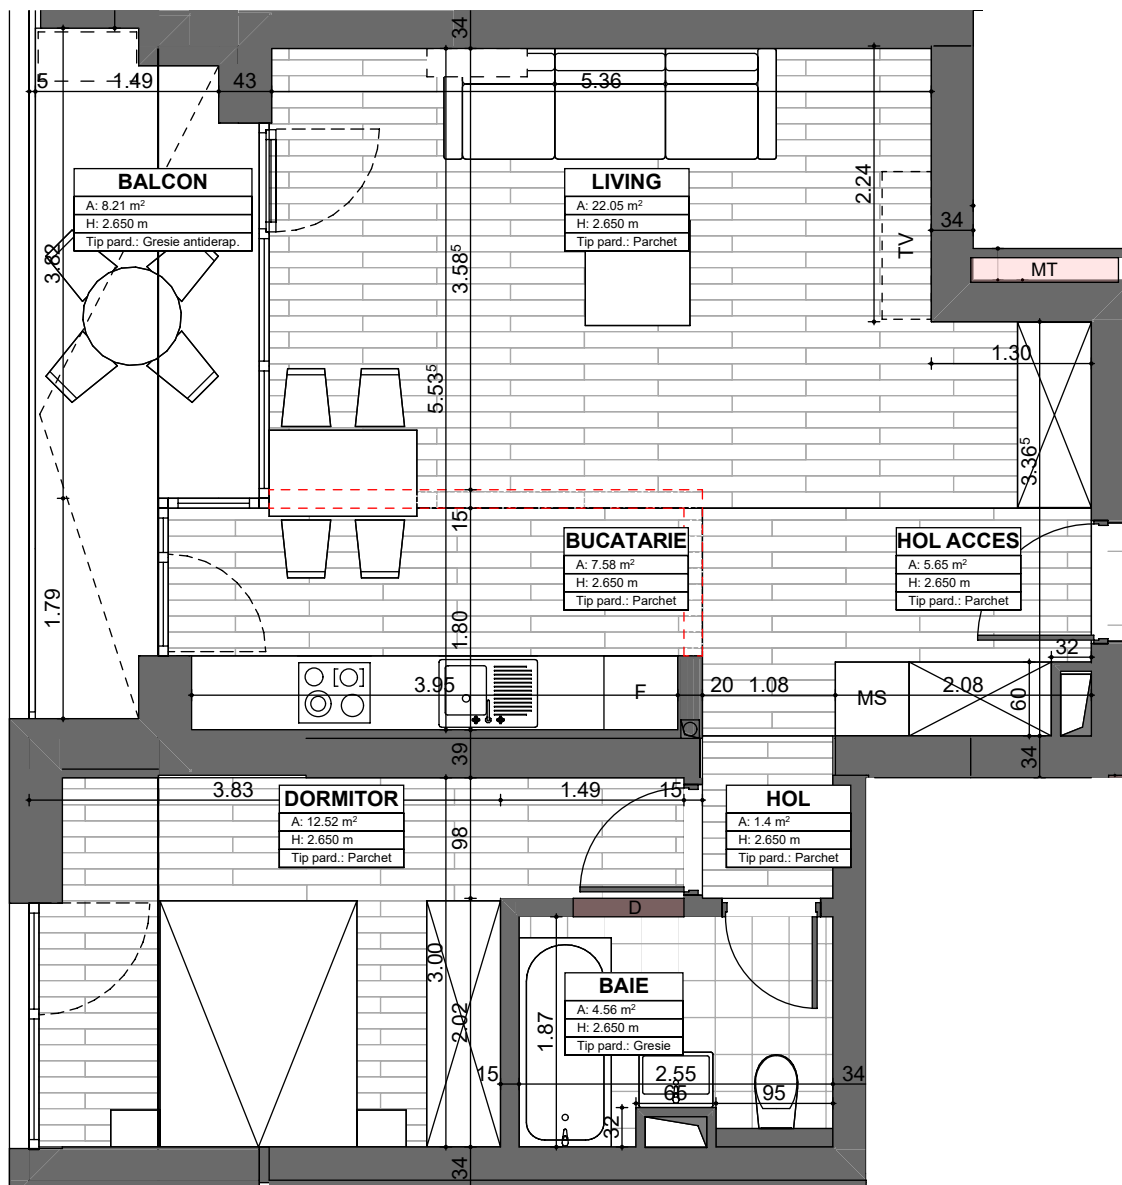 34
5
1.49
43
5.36
BALCON
A: 8.21 m²
H: 2.650 m
Tip pard.: Gresie antiderap.
LIVING
A: 22.05 m²
H: 2.650 m
Tip pard.: Parchet
2.24
34
TV
MT
3.82
3.58⁵
1.30
5.53⁵
3.36⁵
15
BUCATARIE
A: 7.58 m²
H: 2.650 m
Tip pard.: Parchet
HOL ACCES
A: 5.65 m²
H: 2.650 m
Tip pard.: Parchet
1.79
1.80
32
3.95
F
20
1.08
MS
2.08
60
39
34
3.83
DORMITOR
A: 12.52 m²
H: 2.650 m
Tip pard.: Parchet
1.49
15
HOL
A: 1.4 m²
H: 2.650 m
Tip pard.: Parchet
98
D
3.00
2.02
1.87
BAIE
A: 4.56 m²
H: 2.650 m
Tip pard.: Gresie
15
2.55
34
65
95
32
34